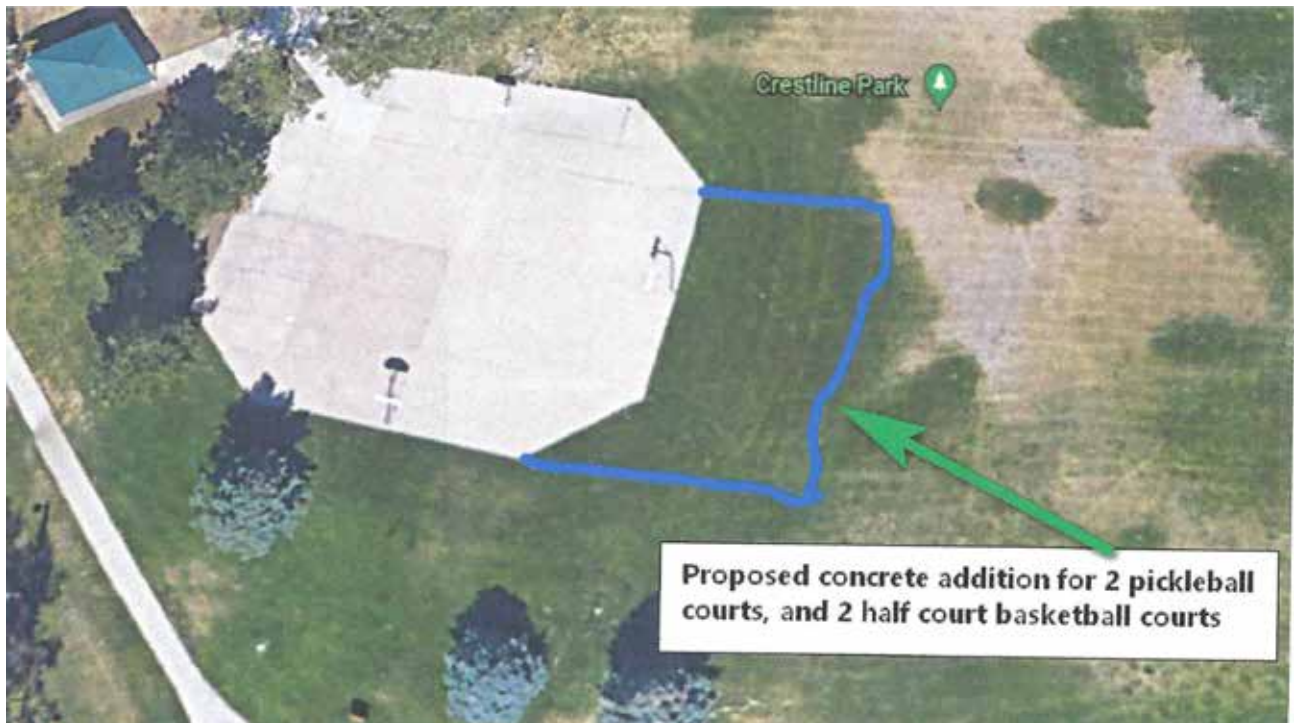 Crestline Park
Proposed concrete addition for 2 pickleball
courts, and 2 half court basketball courts